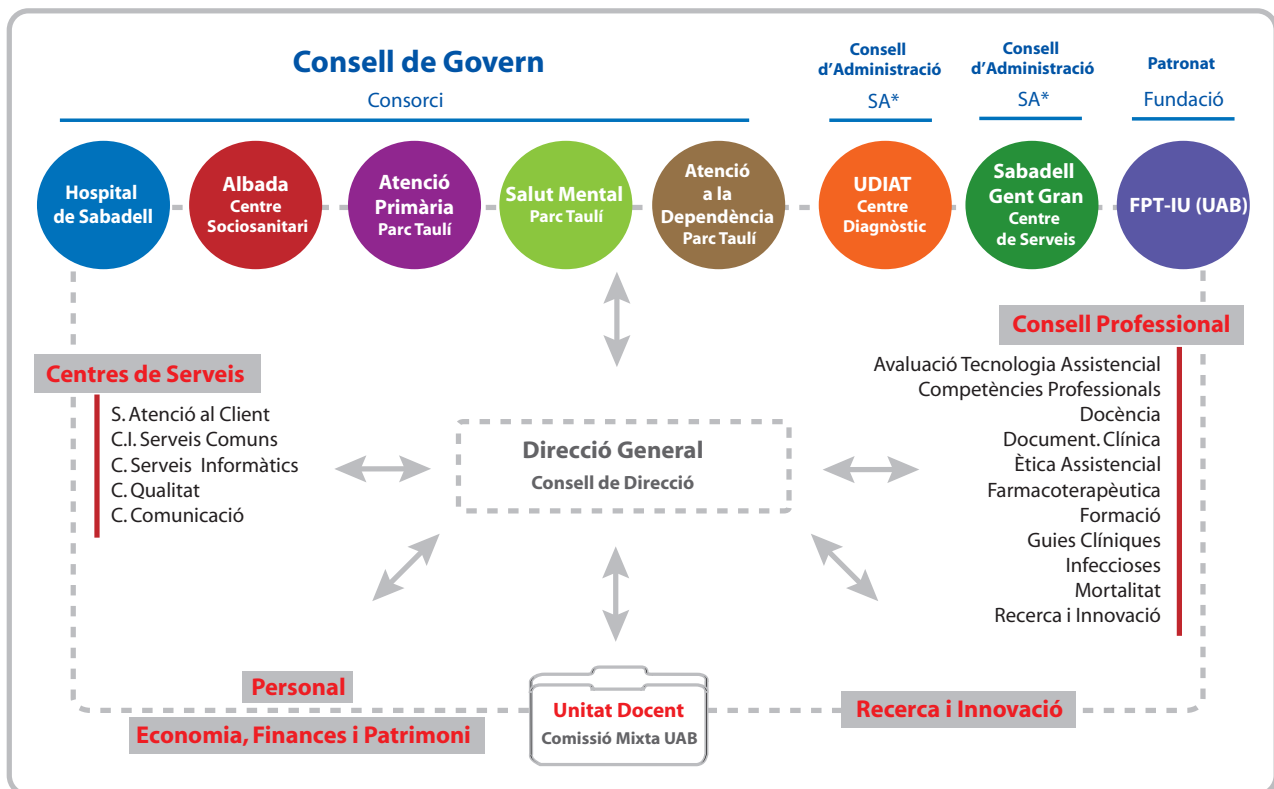 Consell de Govern
Consorci
Consell
d'Administració
SA*
Consell
d'Administració
SA*
Patronat
Fundació
Hospital
de Sabadell
Albada
Centre
Sociosanitari
Atenció
Primària
Parc Taulí
Salut Mental
Parc Taulí
Atenció
a la
Dependència
Parc Taulí
UDIAT
Centre
Diagnòstic
Sabadell
Gent Gran
Centre
de Serveis
FPT-IU (UAB)
Centres de Serveis
S. Atenció al Client
C.I. Serveis Comuns
C. Serveis Informàtics
C. Qualitat
C. Comunicació
Direcció General
Consell de Direcció
Consell Professional
Avaluació Tecnologia Assistencial
Competències Professionals
Docència
Document. Clínica
Ètica Assistencial
Farmacoterapèutica
Formació
Guies Clíniques
Infeccioses
Mortalitat
Recerca i Innovació
Personal
Economia, Finances i Patrimoni
Unitat Docent
Comissió Mixta UAB
Recerca i Innovació